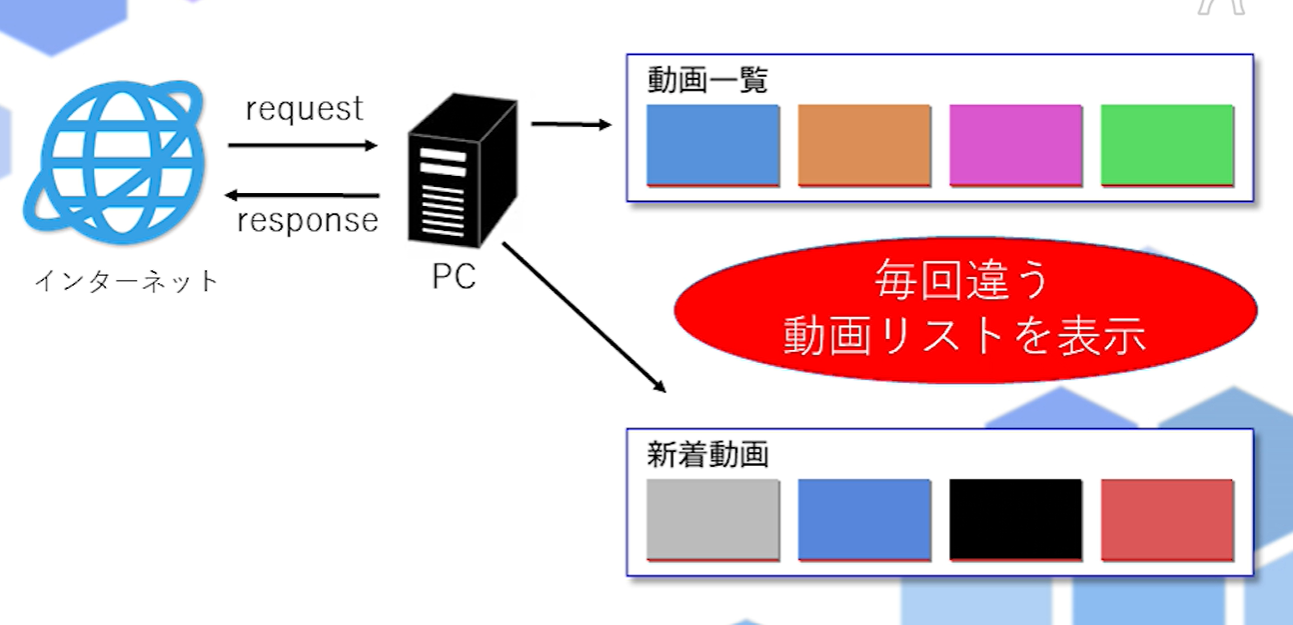 request
response
インターネット
PC
動画一覧
毎回違う
動画リストを表示
新着動画